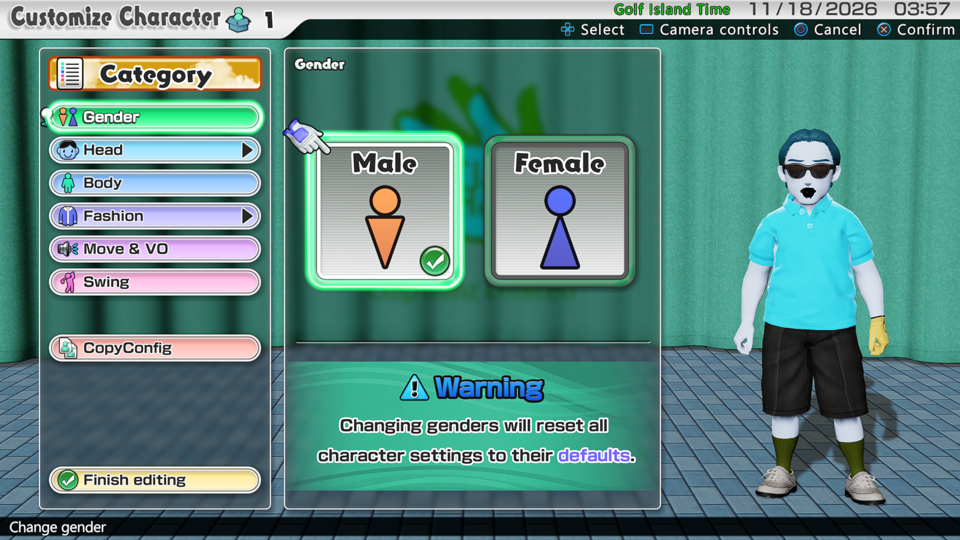 Customize Character 1
Golf Island Time 11/18/2026 03:57
Select Camera controls Cancel Confirm
Category
Gender
Head
Body
Fashion
Move & VO
Swing
CopyConfig
Finish editing
Gender
Male
Female
Warning
Changing genders will reset all
character settings to their defaults.
Change gender